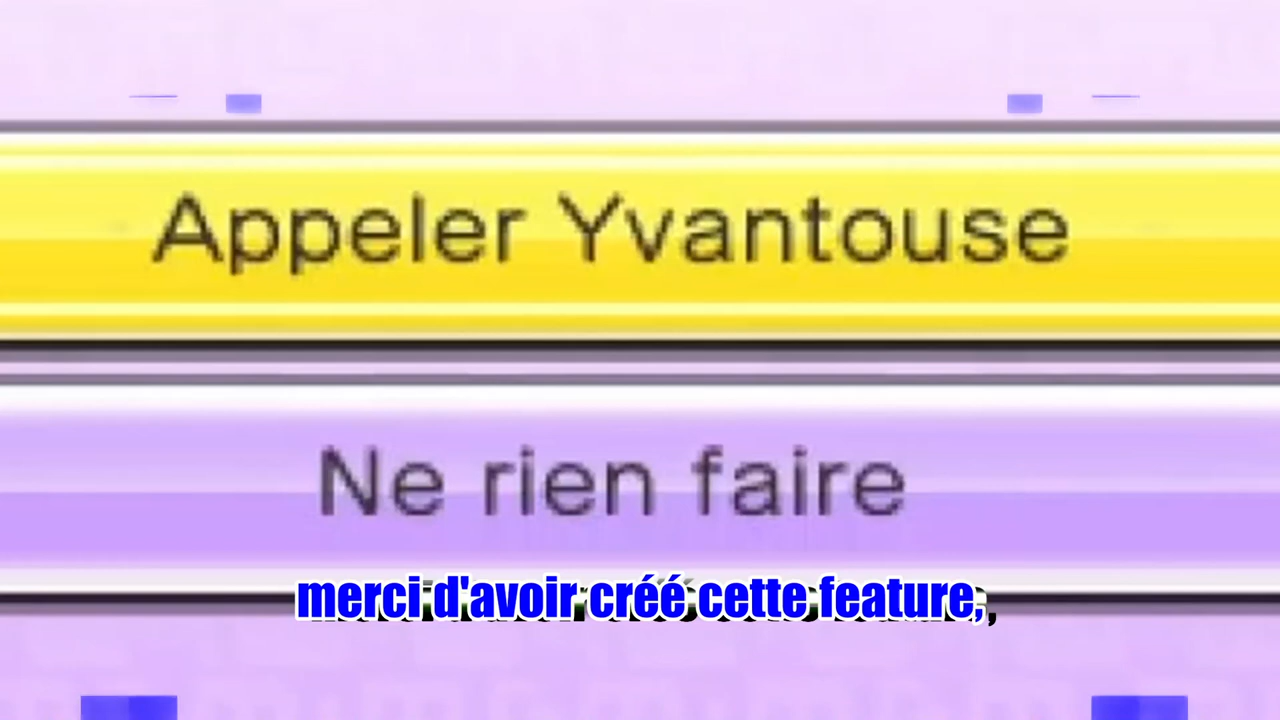 Appeler Yvantouse
Ne rien faire
merci d'avoir créé cette feature,